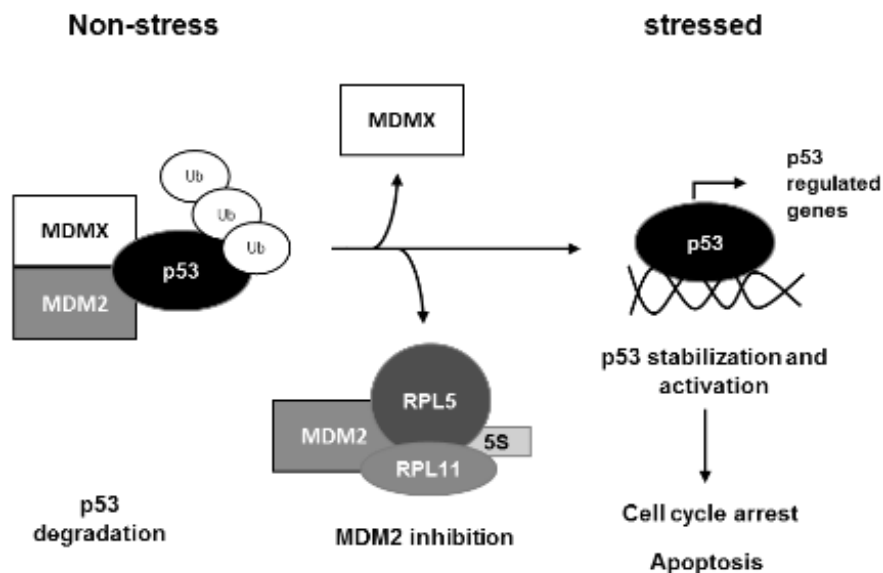 Non-stress
stressed
MDMX
p53
regulated
genes
Ub
Ub
Ub
MDMX
MDM2
p53
p53
p53 stabilization and
activation
RPL5
MDM2
5S
RPL11
p53
degradation
MDM2 inhibition
Cell cycle arrest
Apoptosis